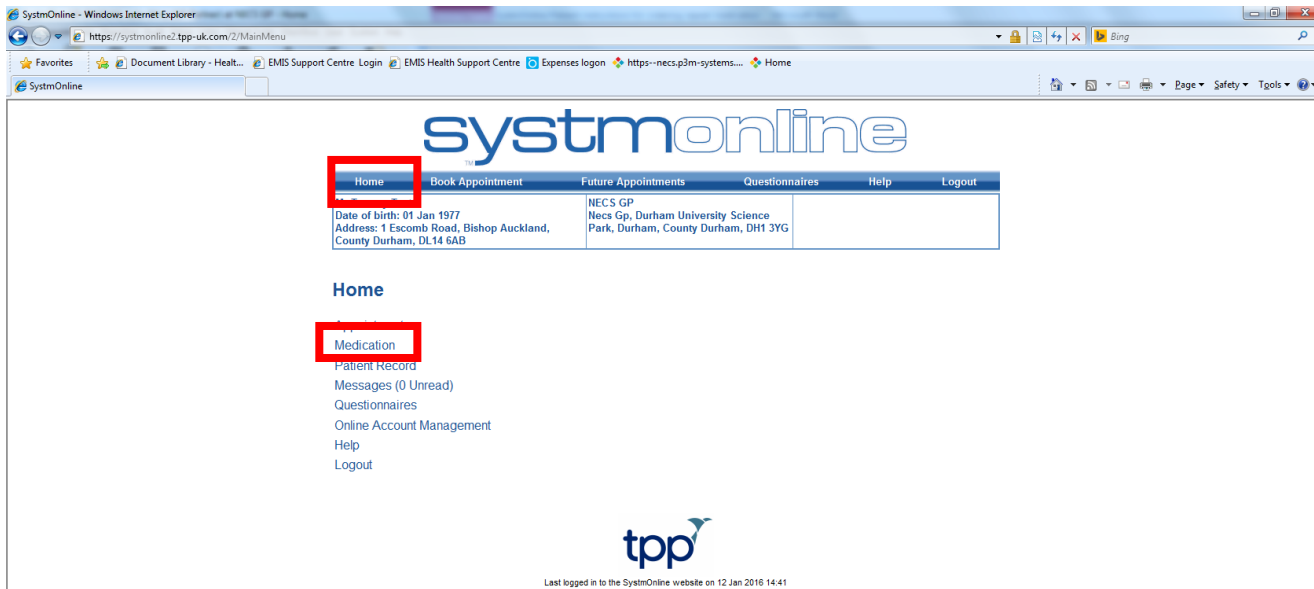 SystmOnline - Windows Internet Explorer
https://systmonline2.tpp-uk.com/2/MainMenu
Bing
Favorites Document Library - Healt... EMIS Support Centre Login EMIS Health Support Centre Expenses logon https--necs.p3m-systems.... Home
SystmOnline
Page Safety Tools
systmonline
TM
Home Book Appointment Future Appointments Questionnaires Help Logout
Date of birth: 01 Jan 1977
Address: 1 Escomb Road, Bishop Auckland,
County Durham, DL14 6AB
NECS GP
Necs Gp, Durham University Science
Park, Durham, County Durham, DH1 3YG
Home
Medication
Patient Record
Messages (0 Unread)
Questionnaires
Online Account Management
Help
Logout
tpp
Last logged in to the SystmOnline website on 12 Jan 2016 14:41